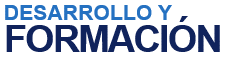 DESARROLLO Y
FORMACIÓN